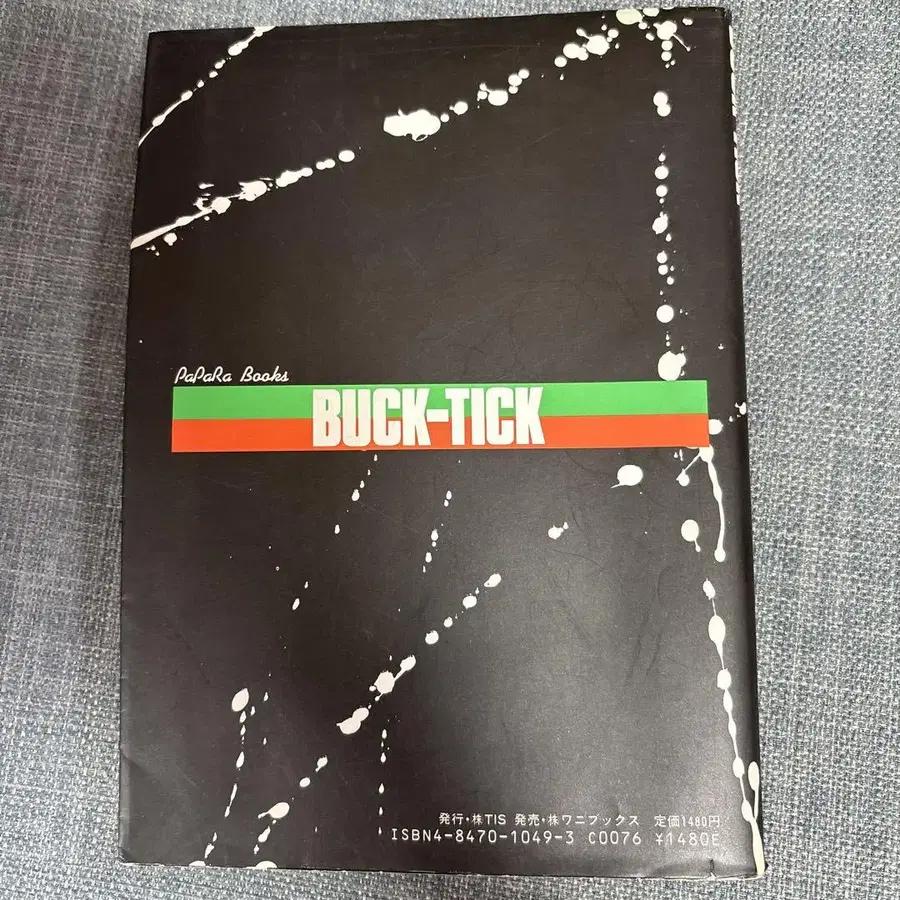 PaPaRa Books
BUCK-TICK
発行・株TIS 発売・株ワニブックス 定価1480円
ISBN4-8470-1049-3 C0076 ¥1480E